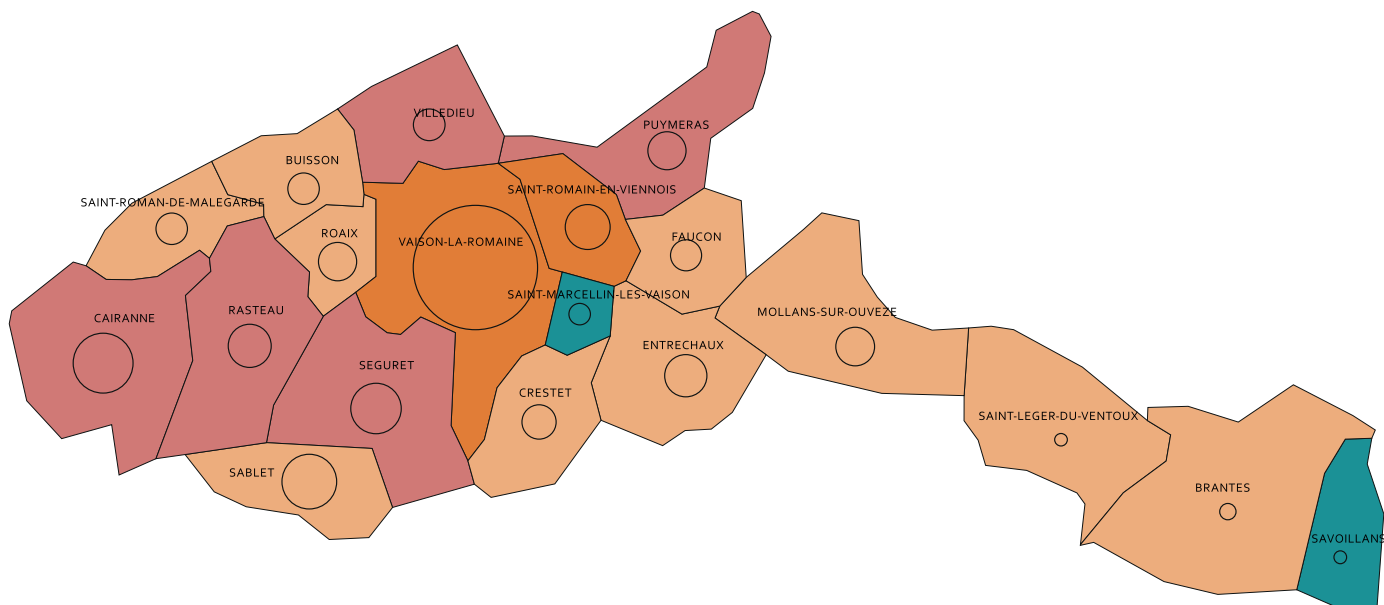 VILLEDIEU
PUYMERAS
BUISSON
SAINT-ROMAIN-EN-VIENNOIS
SAINT-ROMAN-DE-MALEGARDE
ROAIX
FAUCON
VAISON-LA-ROMAINE
SAINT-MARCELLIN-LES-VAISON
RASTEAU
MOLLANS-SUR-OUVEZE
CAIRANNE
ENTRECHAUX
SEGURET
CRESTET
SAINT-LEGER-DU-VENTOUX
SABLET
BRANTES
SAVOILLANS